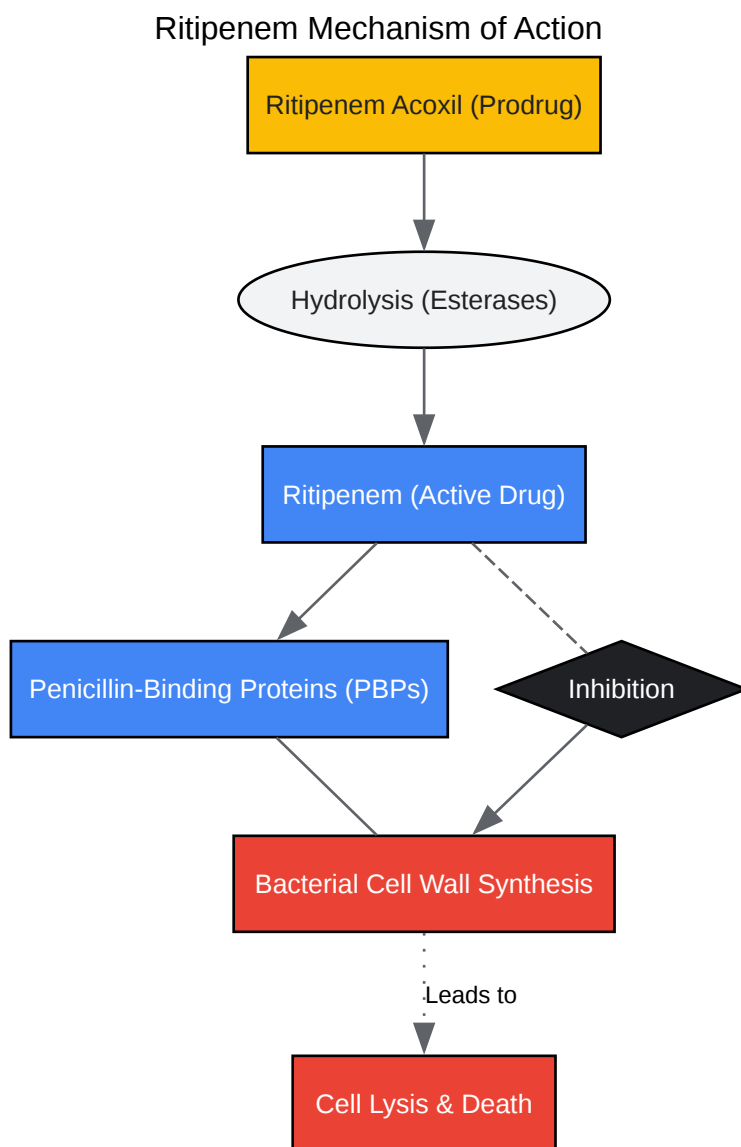 Ritipenem Mechanism of Action
Ritipenem Acoxil (Prodrug)
Hydrolysis (Esterases)
Ritipenem (Active Drug)
Penicillin-Binding Proteins (PBPs)
Inhibition
Bacterial Cell Wall Synthesis
Leads to
Cell Lysis & Death